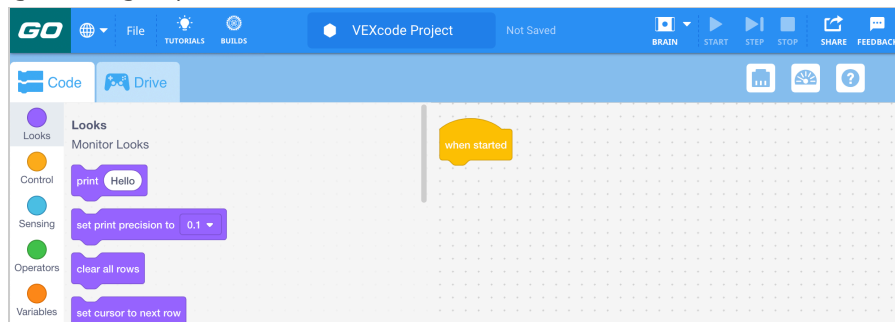 GO
File
TUTORIALS
BUILDS
VEXcode Project
Not Saved
BRAIN
START
STEP
STOP
SHARE
FEEDBACK
Code
Drive
Looks
Control
Sensing
Operators
Variables
Looks
Monitor Looks
print Hello
set print precision to 0.1
clear all rows
set cursor to next row
when started